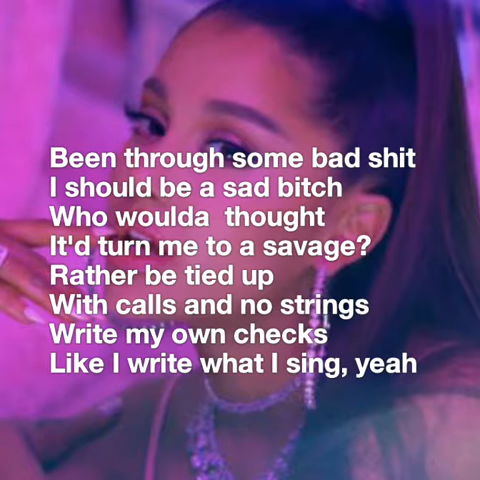 Been through some bad shit
I should be a sad bitch
Who woulda  thought
It'd turn me to a savage?
Rather be tied up
With calls and no strings
Write my own checks
Like I write what I sing, yeah